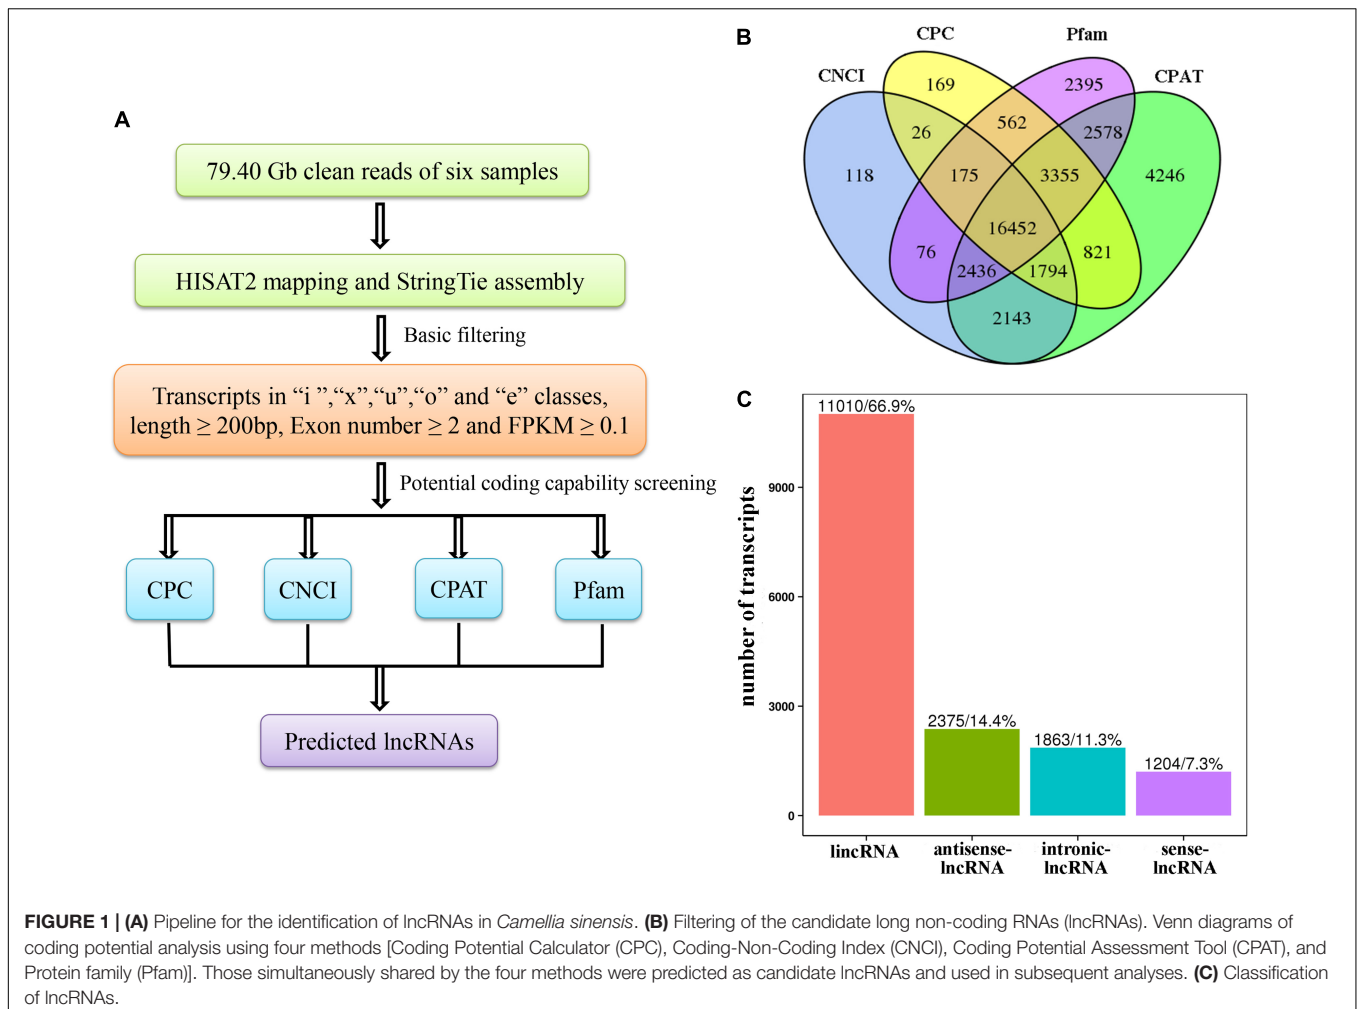 A
79.40 Gb clean reads of six samples
HISAT2 mapping and StringTie assembly
Basic filtering
Transcripts in “i ”,“x”,“u”,“o” and “e” classes,
length ≥ 200bp, Exon number ≥ 2 and FPKM ≥ 0.1
Potential coding capability screening
CPC
CNCI
CPAT
Pfam
Predicted lncRNAs
B
CNCI
CPC
Pfam
CPAT
169
2395
26
562
2578
118
175
3355
4246
16452
76
821
2436
1794
2143
C
number of transcripts
9000
6000
3000
0
11010/66.9%
2375/14.4%
1863/11.3%
1204/7.3%
lincRNA
antisense-
lncRNA
intronic-
lncRNA
sense-
lncRNA
FIGURE 1 | (A) Pipeline for the identification of lncRNAs in Camellia sinensis. (B) Filtering of the candidate long non-coding RNAs (lncRNAs). Venn diagrams of
coding potential analysis using four methods [Coding Potential Calculator (CPC), Coding-Non-Coding Index (CNCI), Coding Potential Assessment Tool (CPAT), and
Protein family (Pfam)]. Those simultaneously shared by the four methods were predicted as candidate lncRNAs and used in subsequent analyses. (C) Classification
of lncRNAs.